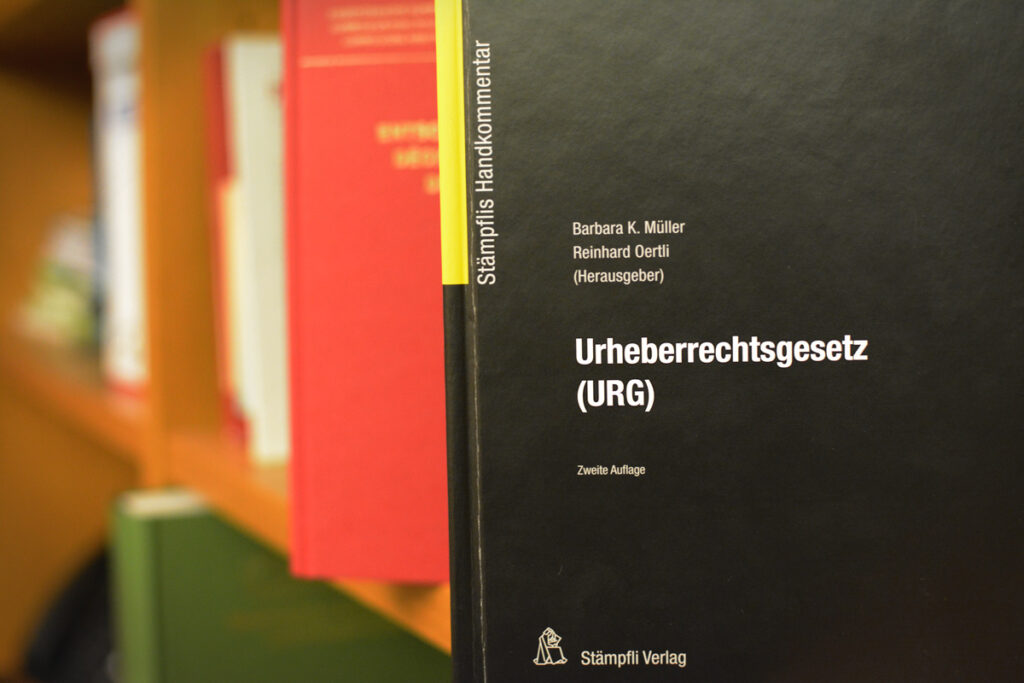 Stämpflis Handkommentar
Barbara K. Müller
Reinhard Oertli
(Herausgeber)
Urheberrechtsgesetz
(URG)
Zweite Auflage
Stämpfli Verlag